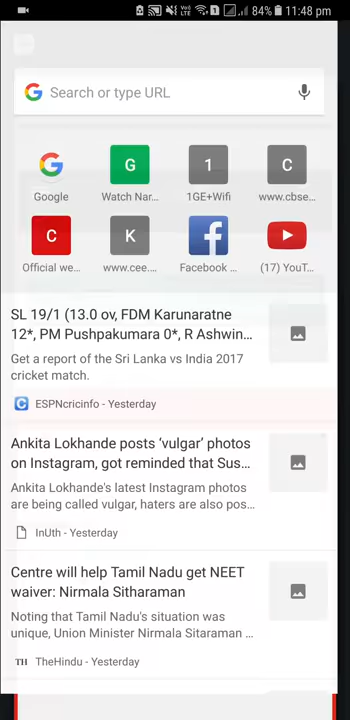 Vo) LTE 1 84% 11:48 pm
Search or type URL
G 1 C
Google Watch Nar... 1GE+Wifi www.cbse...
C K
Official we... www.cee.... Facebook ... (17) YouT...
SL 19/1 (13.0 ov, FDM Karunaratne
12*, PM Pushpakumara 0*, R Ashwin...
Get a report of the Sri Lanka vs India 2017
cricket match.
ESPNcricinfo - Yesterday
Ankita Lokhande posts ‘vulgar’ photos
on Instagram, got reminded that Sus...
Ankita Lokhande's latest Instagram photos
are being called vulgar, haters are also pos...
InUth - Yesterday
Centre will help Tamil Nadu get NEET
waiver: Nirmala Sitharaman
Noting that Tamil Nadu's situation was
unique, Union Minister Nirmala Sitaraman ...
TH TheHindu - Yesterday